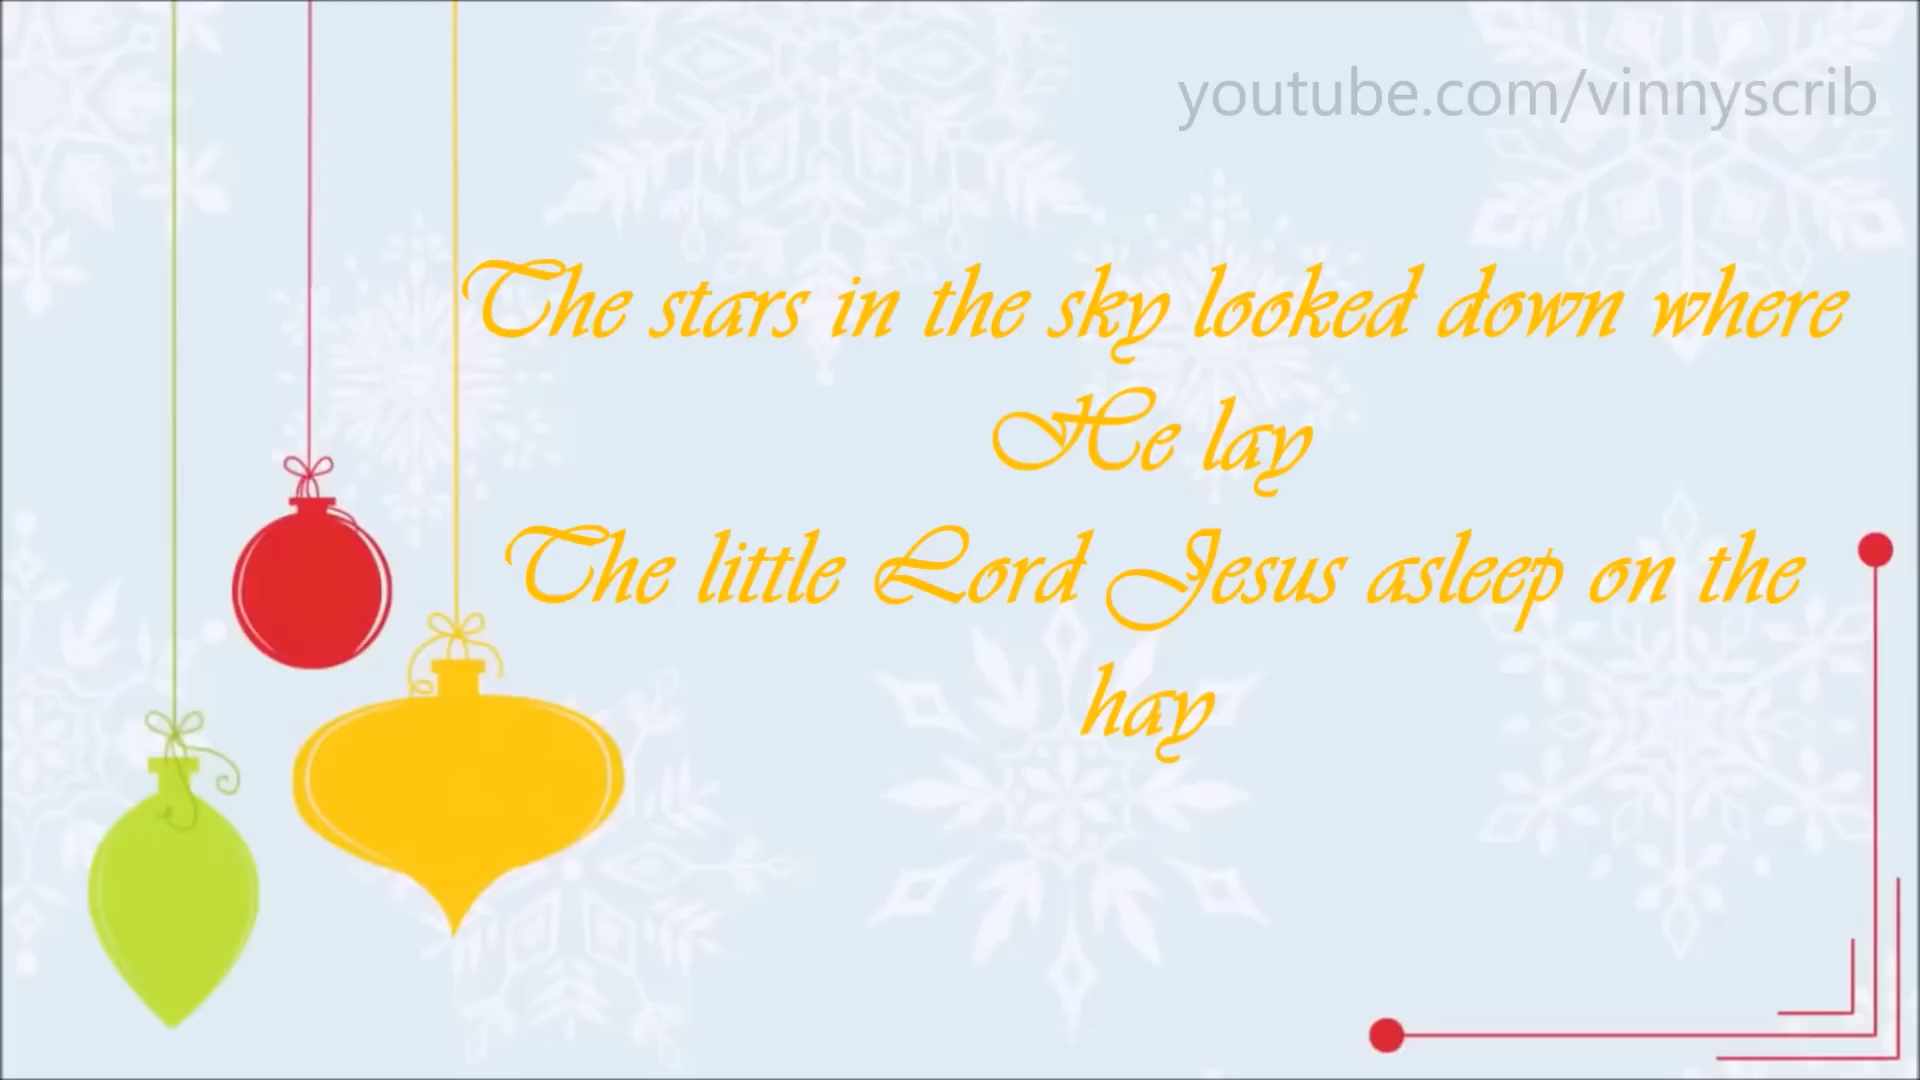 youtube.com/vinnyscrib
The stars in the sky looked down where
He lay
The little Lord Jesus asleep on the
hay